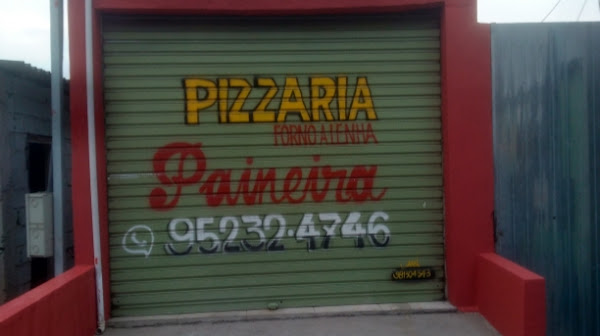 PIZZARIA
FORNO A LENHA
Paineira
95232-4746